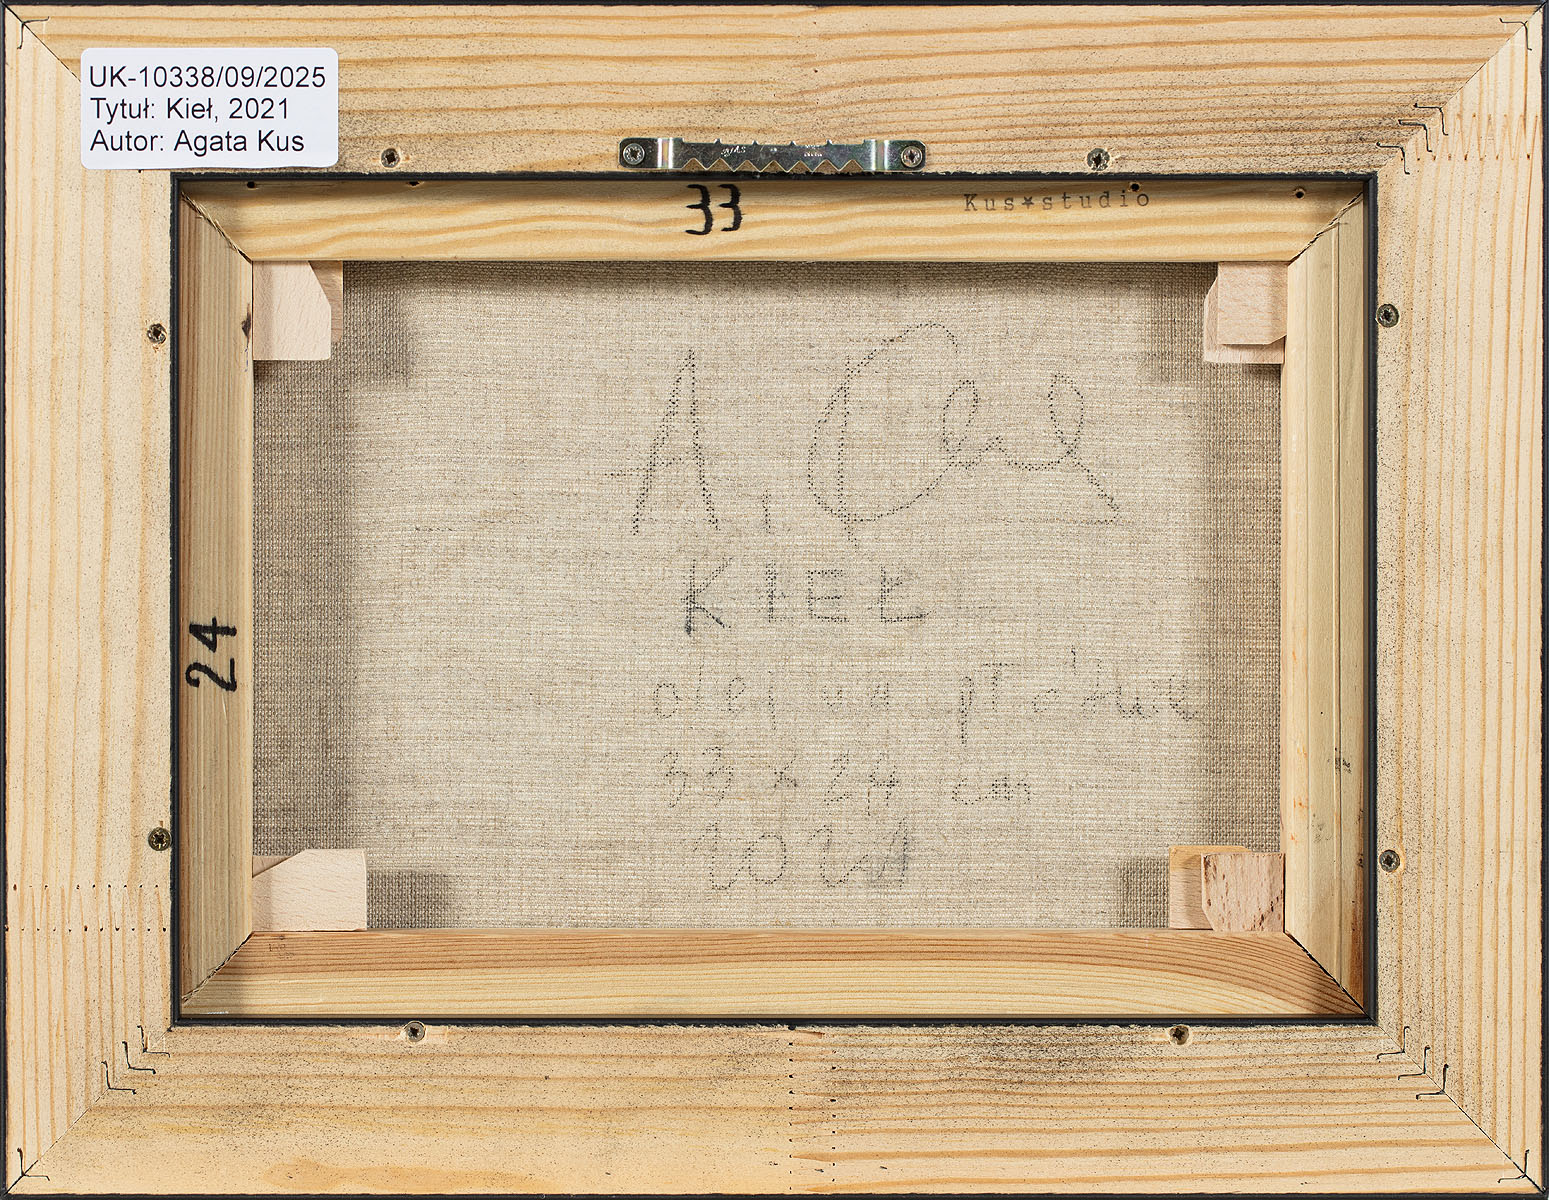 UK-10338/09/2025
Tytuł: Kieł, 2021
Autor: Agata Kus
33
Kus*studio
24
A. Kus
KIEŁ
olej na płótnie
33 x 24 cm
2021